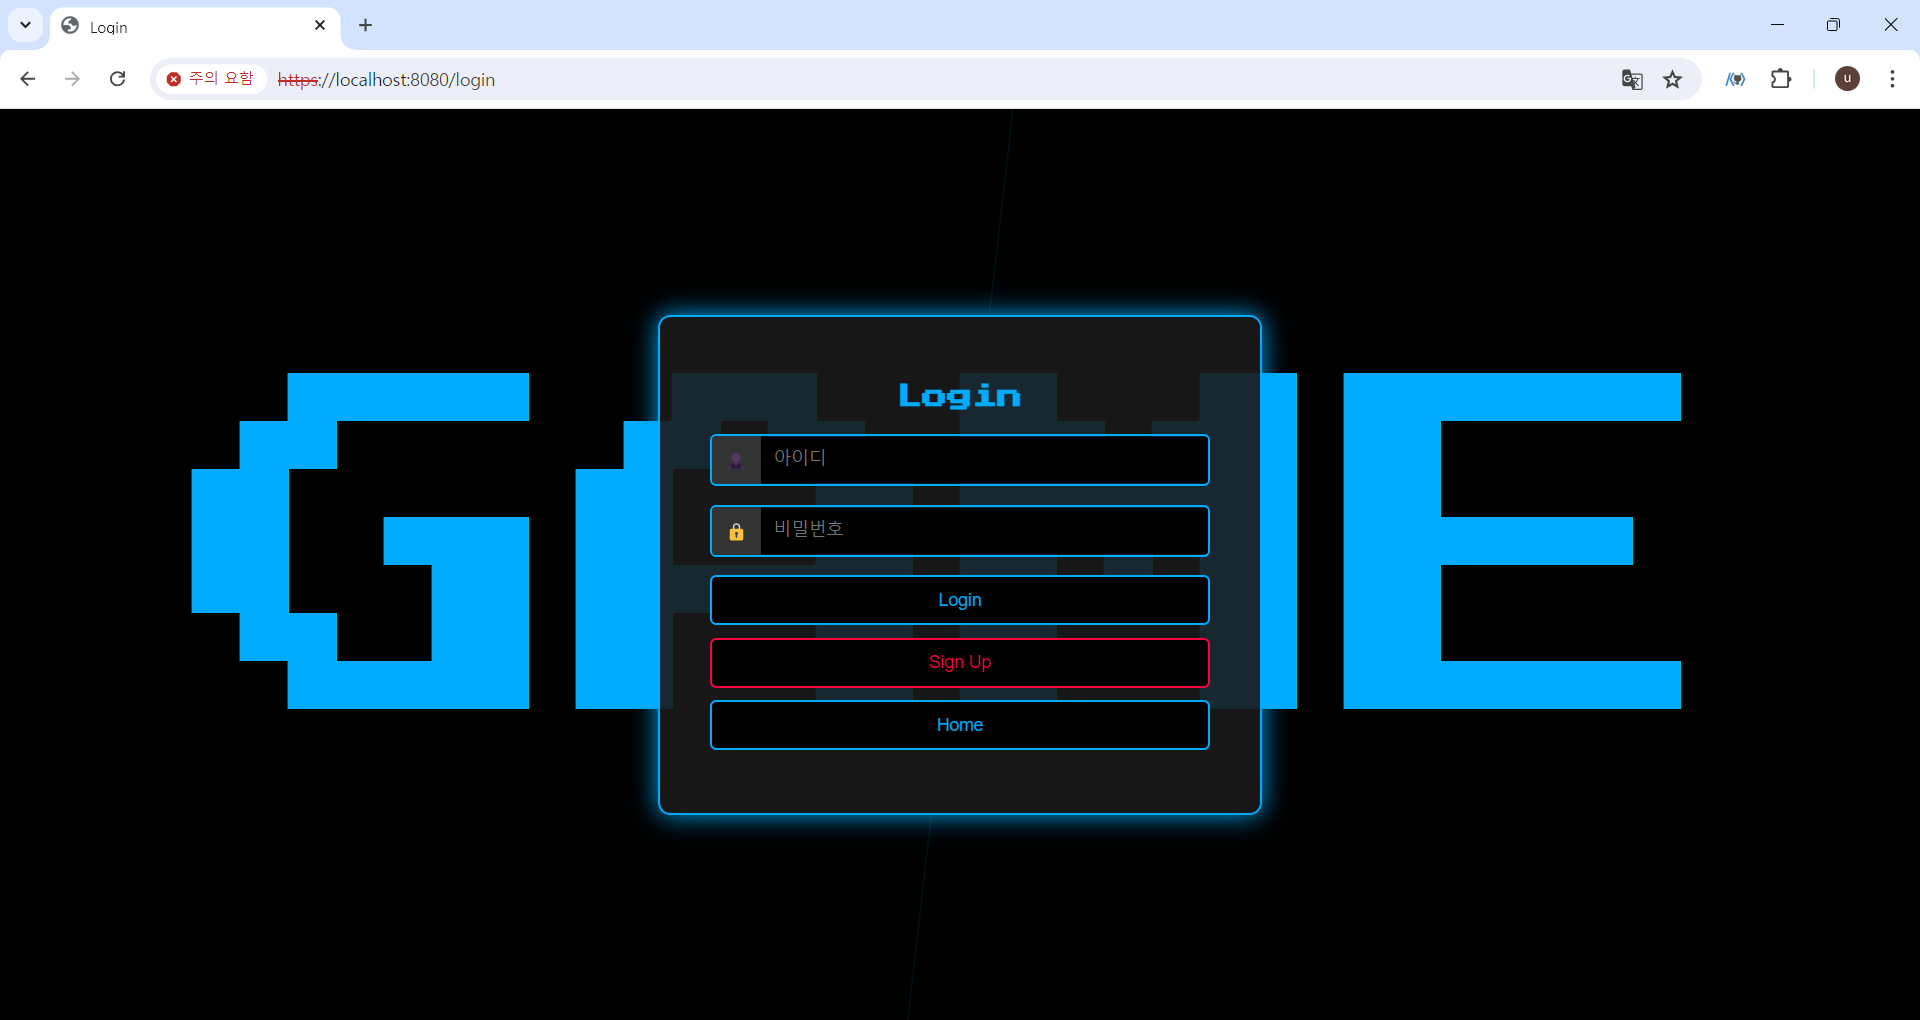 Login
주의 요함 https://localhost:8080/login
u
GAME
Login
아이디
비밀번호
Login
Sign Up
Home